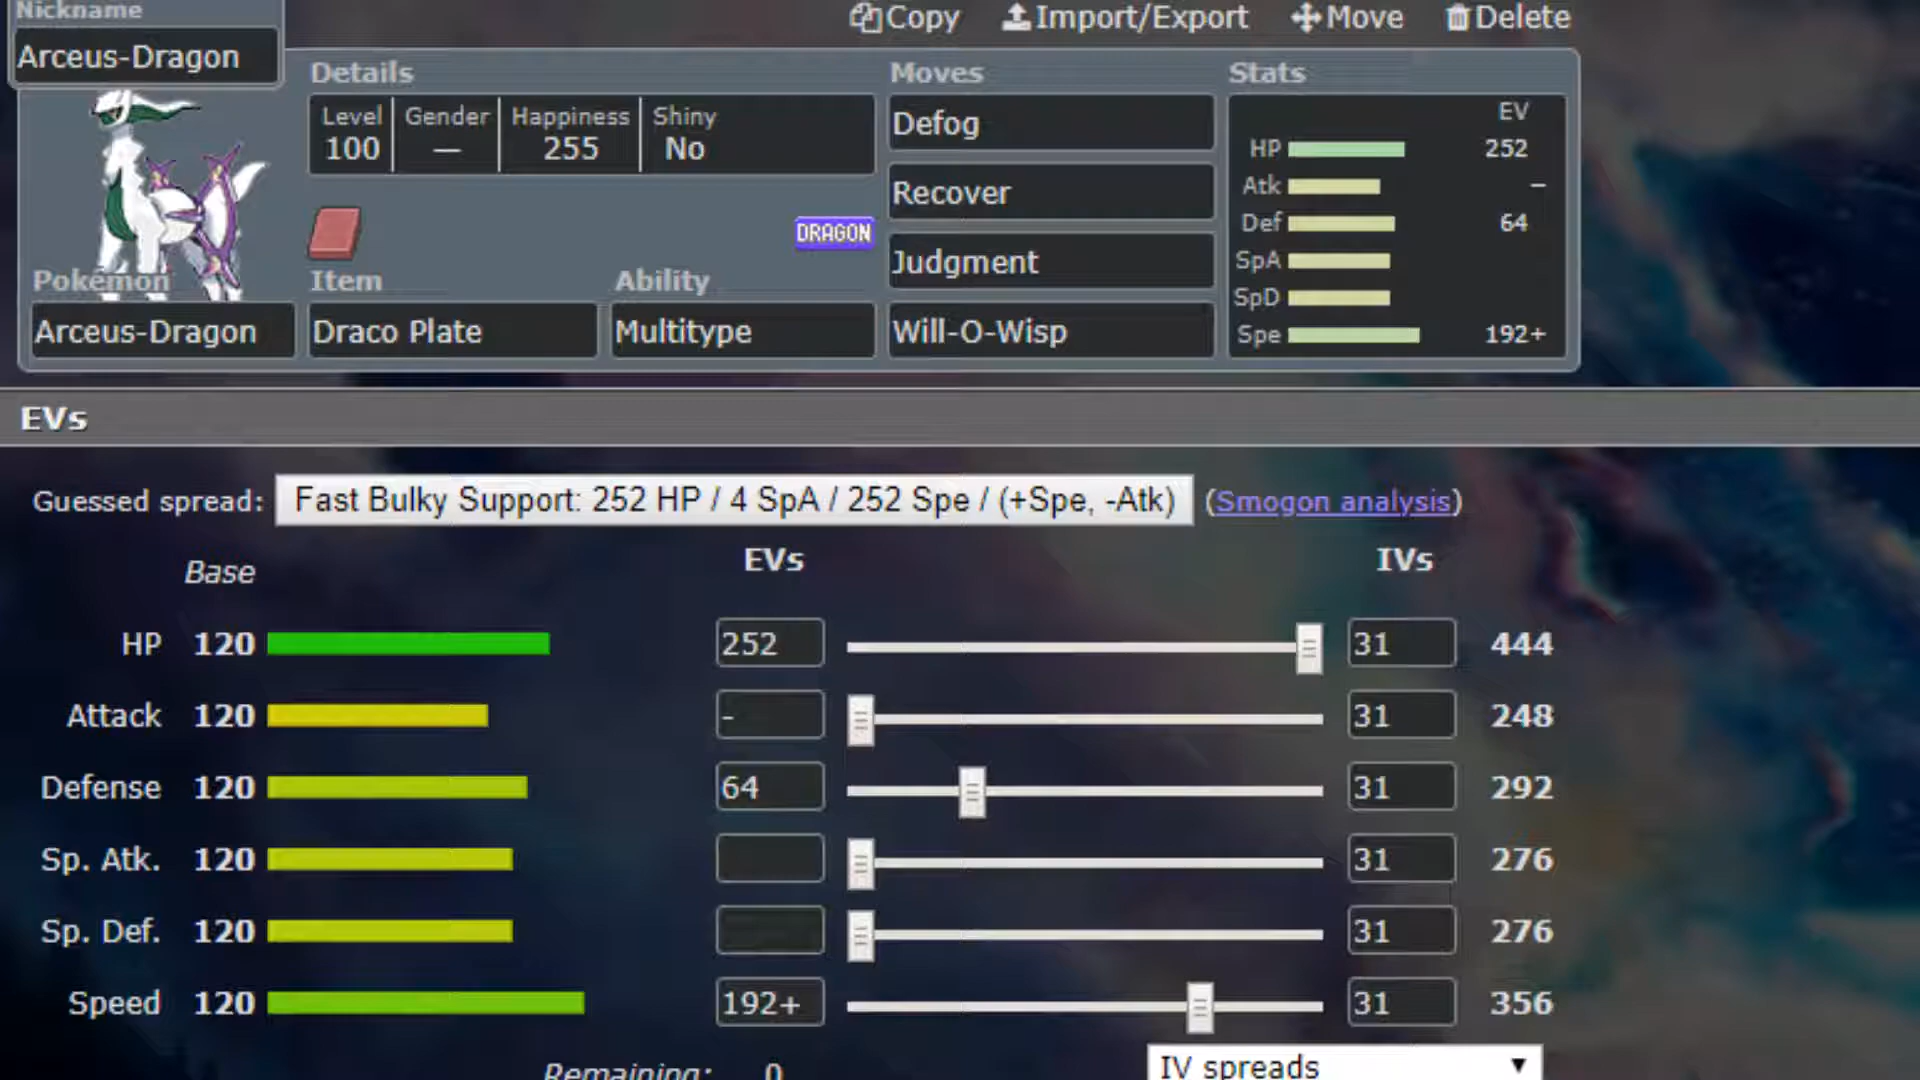 Nickname
Arceus-Dragon
Copy Import/Export Move Delete
Details
Level Gender Happiness Shiny
100 — 255 No
DRAGON
Pokémon Item Ability
Arceus-Dragon Draco Plate Multitype
Moves
Defog
Recover
Judgment
Will-O-Wisp
Stats
EV
HP 252
Atk –
Def 64
SpA
SpD
Spe 192+
EVs
Guessed spread: Fast Bulky Support: 252 HP / 4 SpA / 252 Spe / (+Spe, -Atk) (Smogon analysis)
Base EVs IVs
HP 120 252 31 444
Attack 120 - 31 248
Defense 120 64 31 292
Sp. Atk. 120 31 276
Sp. Def. 120 31 276
Speed 120 192+ 31 356
Remaining: 0
IV spreads